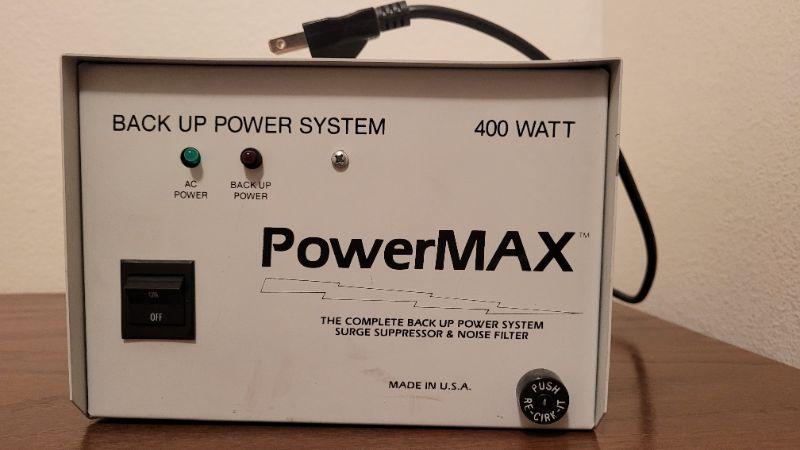 BACK UP POWER SYSTEM
400 WATT
AC
POWER
BACK UP
POWER
PowerMAX™
OFF
THE COMPLETE BACK UP POWER SYSTEM
SURGE SUPPRESSOR & NOISE FILTER
MADE IN U.S.A.
PUSH
RE-CIRK-IT